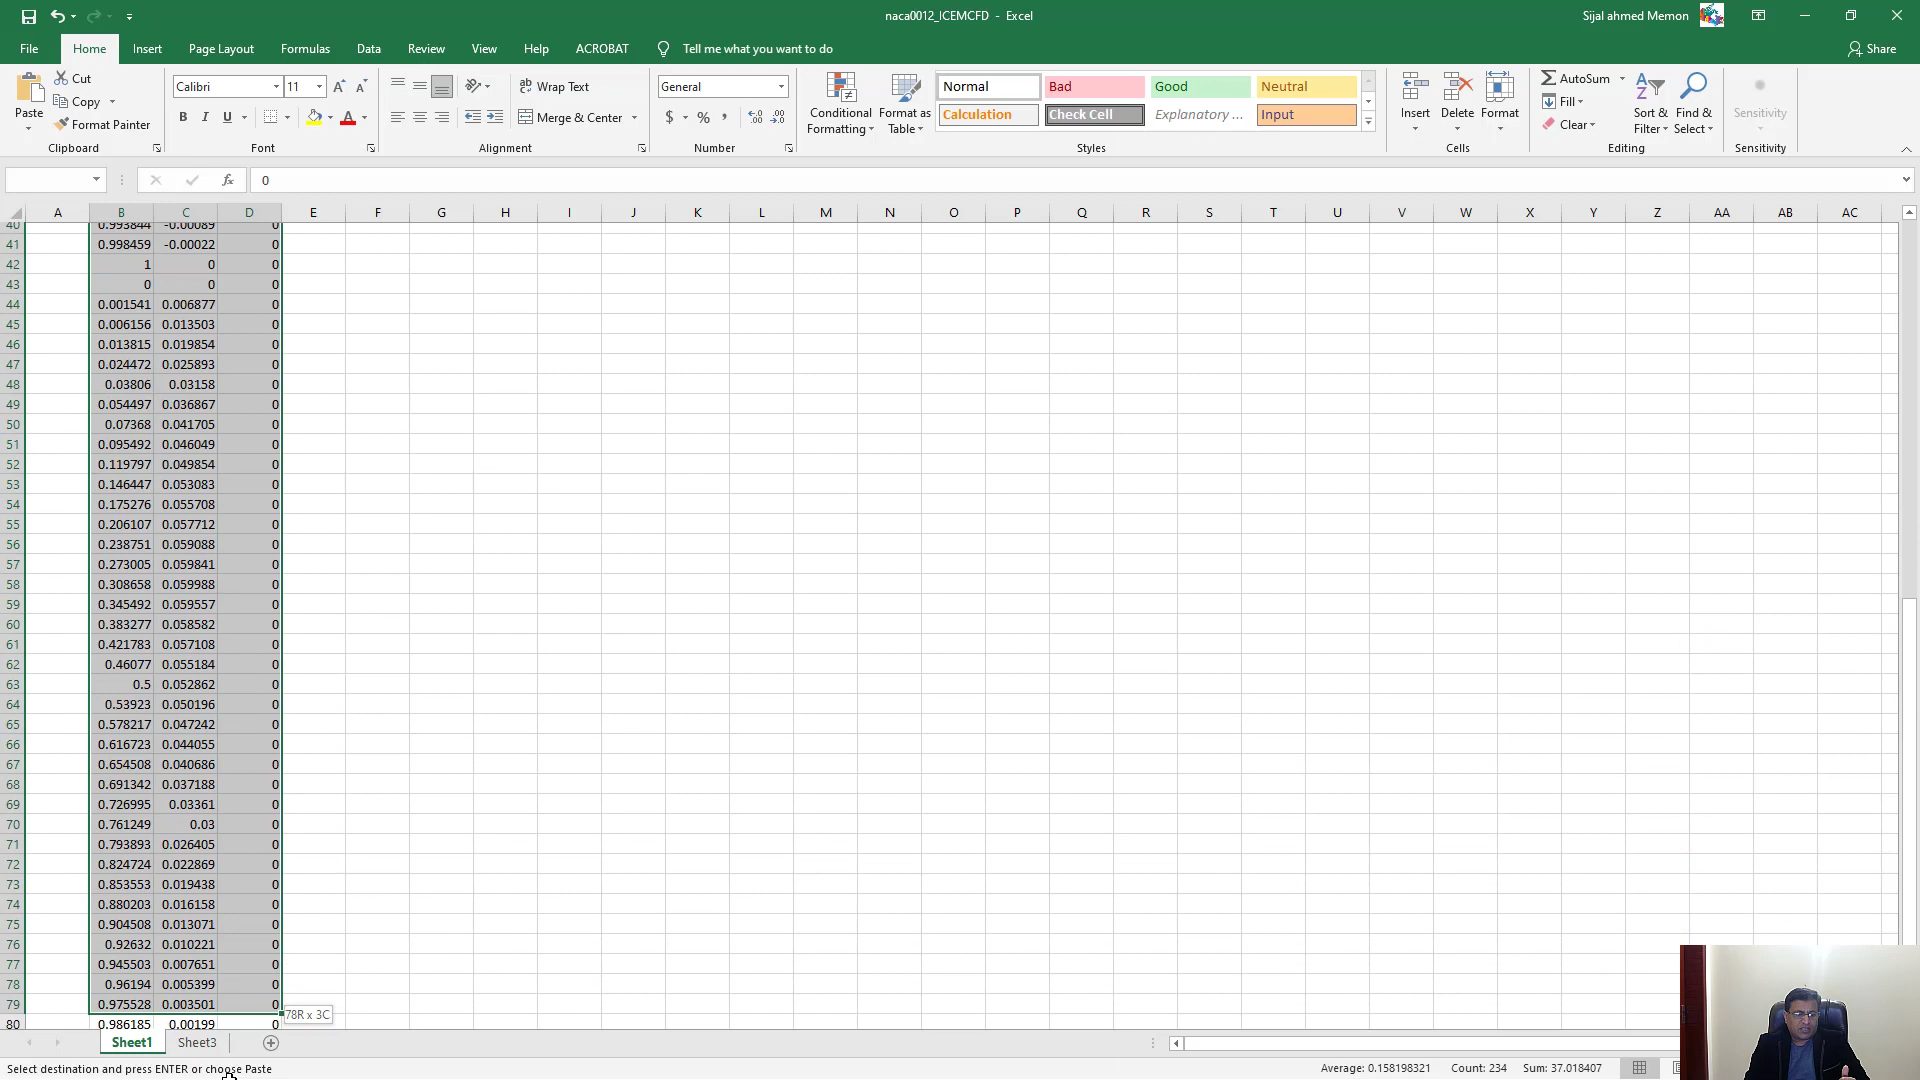 naca0012_ICEMCFD - Excel
Sijal ahmed Memon
File Home Insert Page Layout Formulas Data Review View Help ACROBAT Tell me what you want to do Share
Paste
Cut
Copy
Format Painter
Clipboard
Calibri 11
B I U
Font
Wrap Text
Merge & Center
Alignment
General
$ % ,
Number
Conditional Formatting
Format as Table
Normal Bad Good Neutral
Calculation Check Cell Explanatory ... Input
Styles
Insert Delete Format
Cells
AutoSum
Fill
Clear
Sort & Filter
Find & Select
Editing
Sensitivity
Sensitivity
fx 0
A B C D E F G H I J K L M N O P Q R S T U V W X Y Z AA AB AC
40 0.993844 -0.00089 0
41 0.998459 -0.00022 0
42 1 0 0
43 0 0 0
44 0.001541 0.006877 0
45 0.006156 0.013503 0
46 0.013815 0.019854 0
47 0.024472 0.025893 0
48 0.03806 0.03158 0
49 0.054497 0.036867 0
50 0.07368 0.041705 0
51 0.095492 0.046049 0
52 0.119797 0.049854 0
53 0.146447 0.053083 0
54 0.175276 0.055708 0
55 0.206107 0.057712 0
56 0.238751 0.059088 0
57 0.273005 0.059841 0
58 0.308658 0.059988 0
59 0.345492 0.059557 0
60 0.383277 0.058582 0
61 0.421783 0.057108 0
62 0.46077 0.055184 0
63 0.5 0.052862 0
64 0.53923 0.050196 0
65 0.578217 0.047242 0
66 0.616723 0.044055 0
67 0.654508 0.040686 0
68 0.691342 0.037188 0
69 0.726995 0.03361 0
70 0.761249 0.03 0
71 0.793893 0.026405 0
72 0.824724 0.022869 0
73 0.853553 0.019438 0
74 0.880203 0.016158 0
75 0.904508 0.013071 0
76 0.92632 0.010221 0
77 0.945503 0.007651 0
78 0.96194 0.005399 0
79 0.975528 0.003501 0
78R x 3C
80 0.986185 0.00199 0
Sheet1 Sheet3
Select destination and press ENTER or choose Paste
Average: 0.158198321 Count: 234 Sum: 37.018407